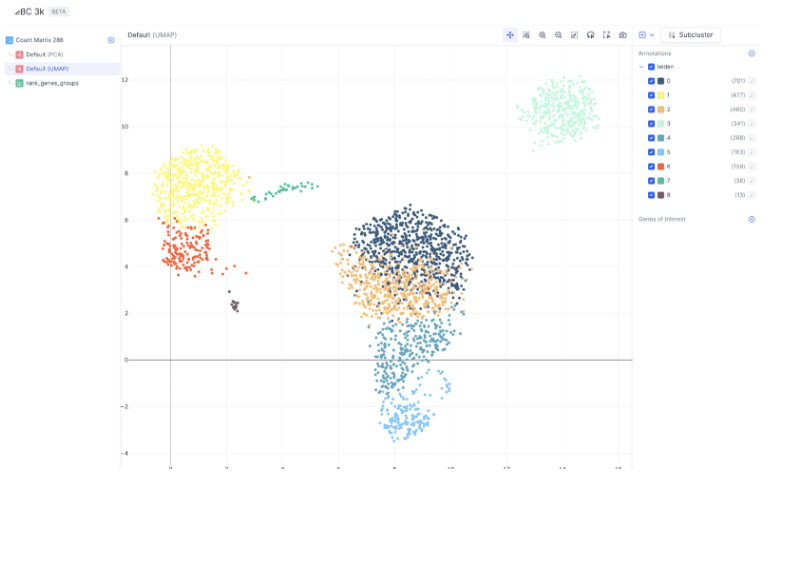 BC 3k BETA
Count Matrix 286
Default (PCA)
Default (UMAP)
rank_genes_groups
Default (UMAP)
Subcluster
Annotations
leiden
0 (701)
1 (477)
2 (460)
3 (341)
4 (298)
5 (163)
6 (159)
7 (36)
8 (13)
Genes of Interest
12
10
8
6
4
2
0
−2
−4
0 2 4 6 8 10 12 14 16